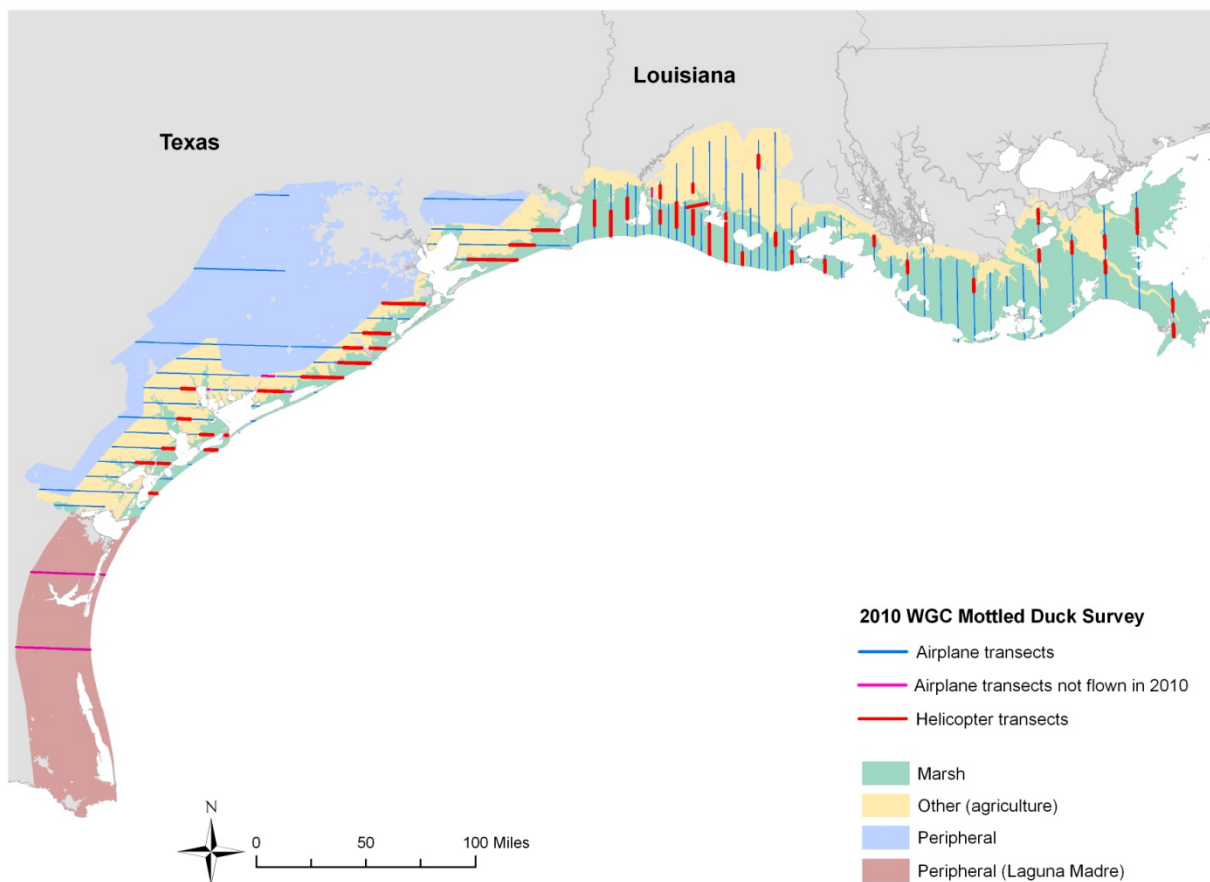 Louisiana
Texas
2010 WGC Mottled Duck Survey
Airplane transects
Airplane transects not flown in 2010
Helicopter transects
Marsh
Other (agriculture)
Peripheral
Peripheral (Laguna Madre)
N
0 50 100 Miles